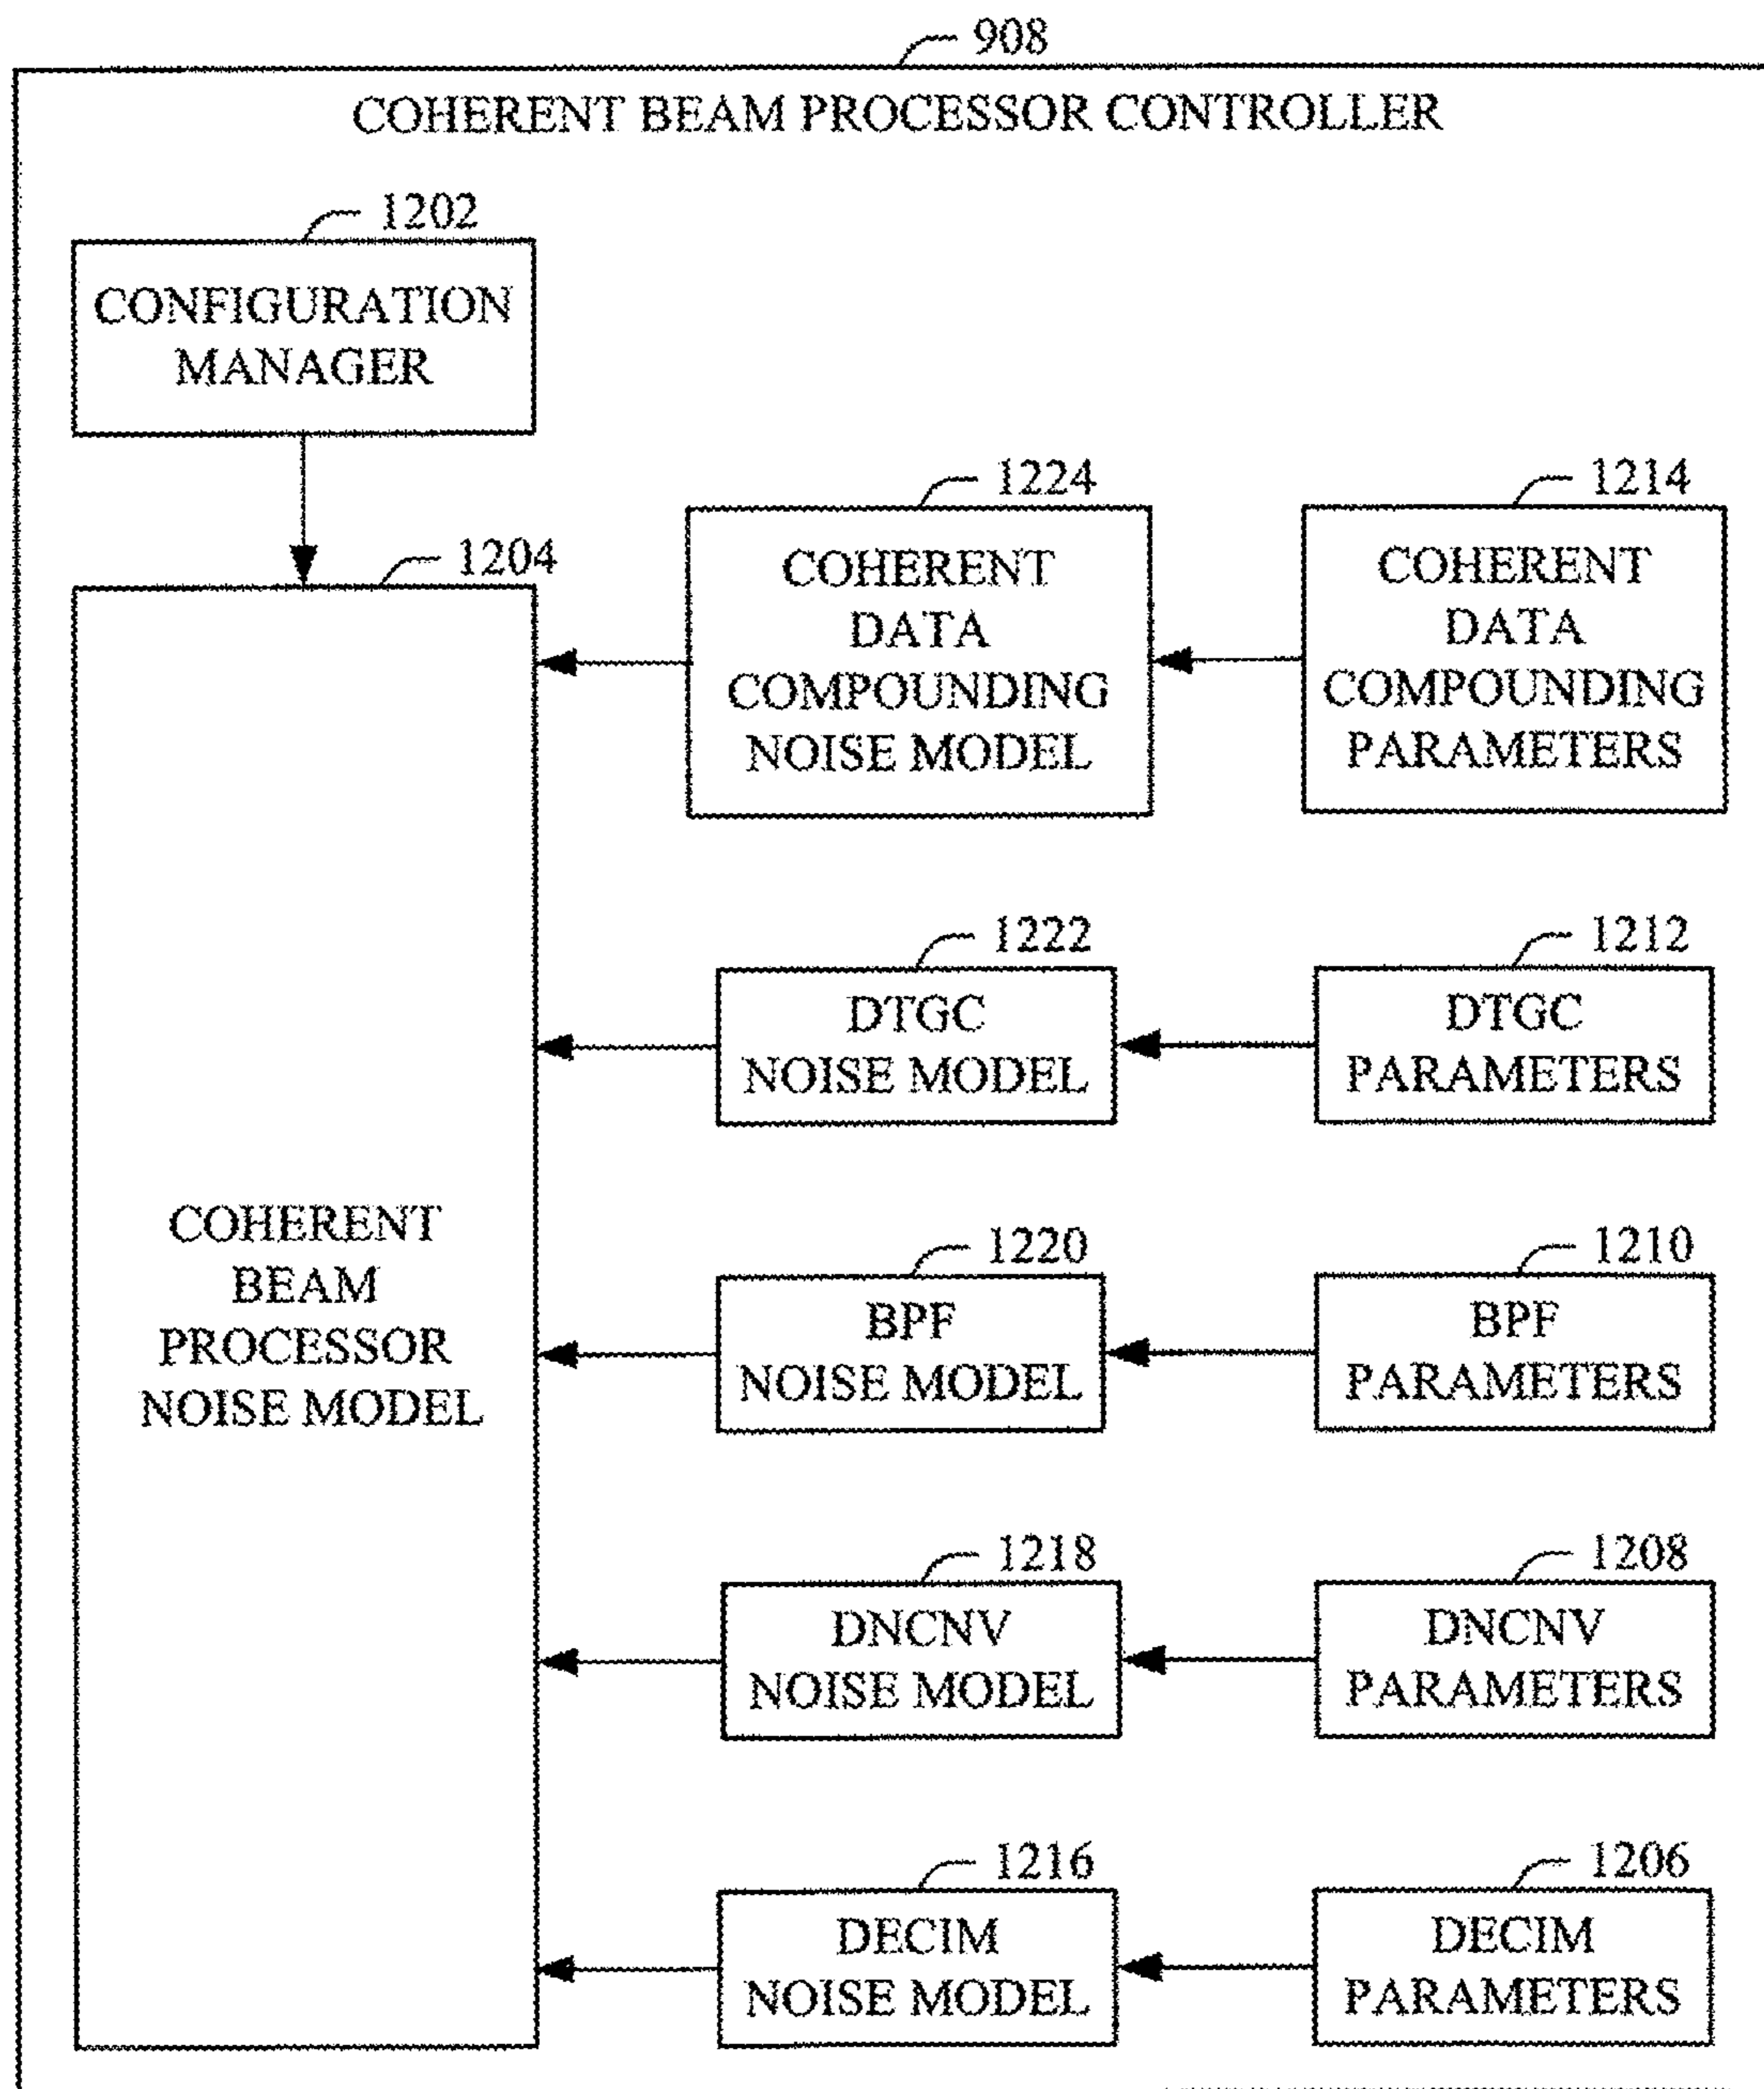 908
COHERENT BEAM PROCESSOR CONTROLLER
1202
CONFIGURATION
MANAGER
1204
COHERENT
BEAM
PROCESSOR
NOISE MODEL
1224
COHERENT
DATA
COMPOUNDING
NOISE MODEL
1214
COHERENT
DATA
COMPOUNDING
PARAMETERS
1222
DTGC
NOISE MODEL
1212
DTGC
PARAMETERS
1220
BPF
NOISE MODEL
1210
BPF
PARAMETERS
1218
DNCNV
NOISE MODEL
1208
DNCNV
PARAMETERS
1216
DECIM
NOISE MODEL
1206
DECIM
PARAMETERS